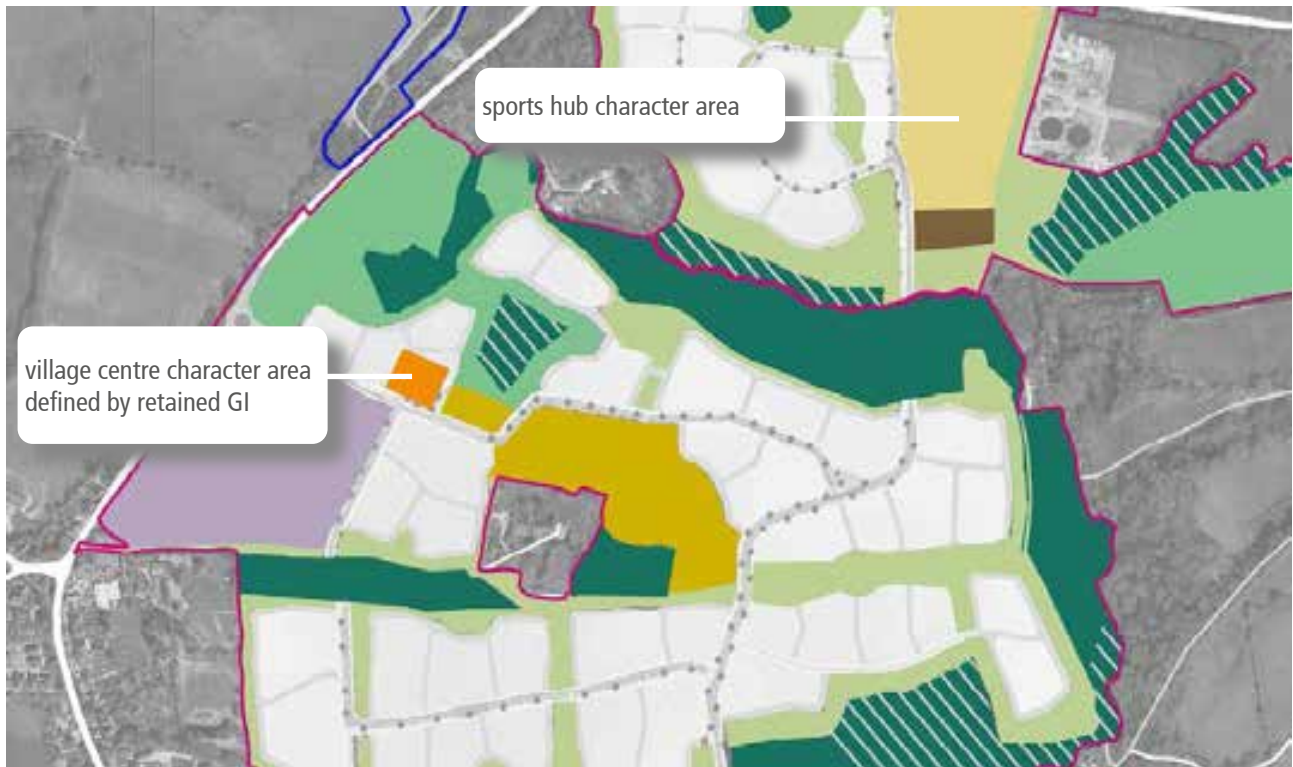 sports hub character area
village centre character area
defined by retained GI